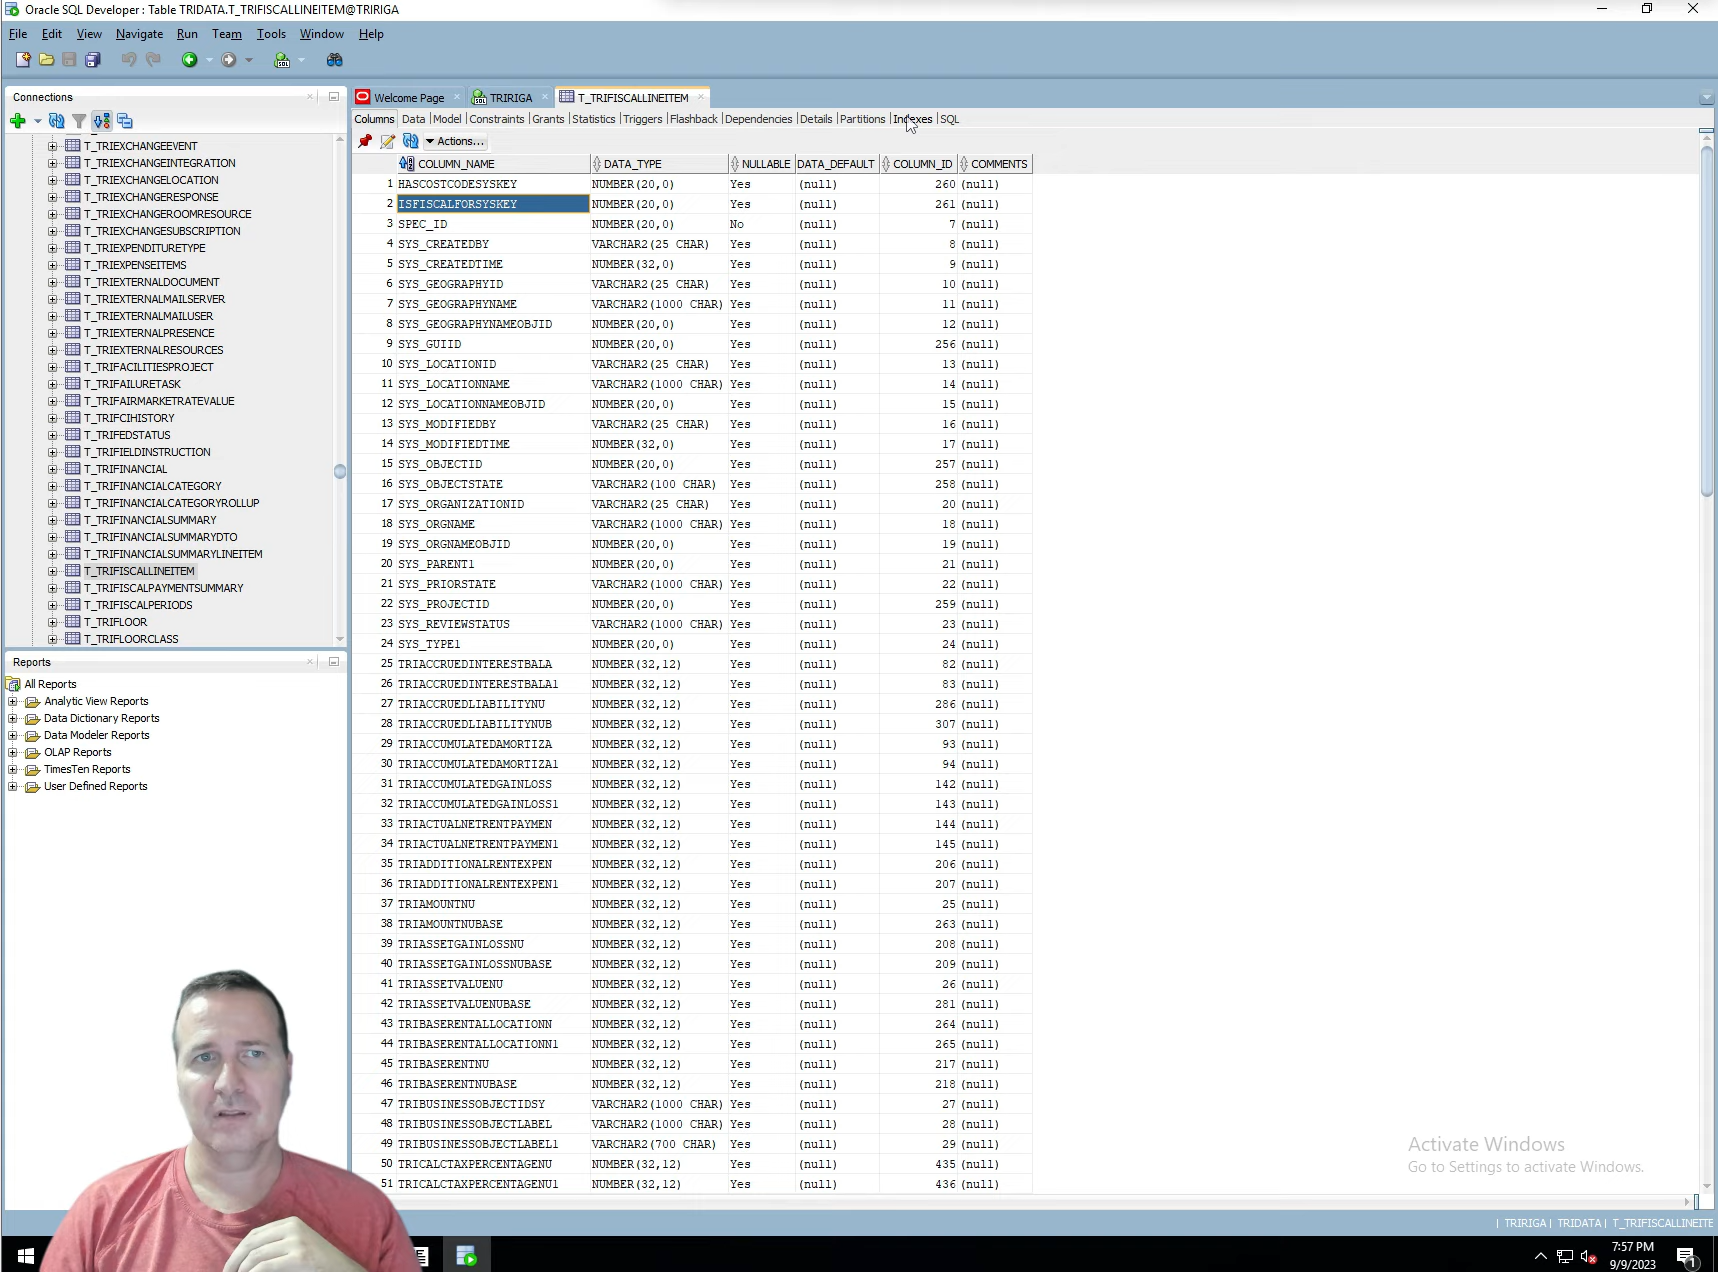 Oracle SQL Developer : Table TRIDATA.T_TRIFISCALLINEITEM@TRIRIGA
File Edit View Navigate Run Team Tools Window Help
Connections
T_TRIEXCHANGEEVENT
T_TRIEXCHANGEINTEGRATION
T_TRIEXCHANGELOCATION
T_TRIEXCHANGERESPONSE
T_TRIEXCHANGEROOMRESOURCE
T_TRIEXCHANGESUBSCRIPTION
T_TRIEXPENDITURETYPE
T_TRIEXPENSEITEMS
T_TRIEXTERNALDOCUMENT
T_TRIEXTERNALMAILSERVER
T_TRIEXTERNALMAILUSER
T_TRIEXTERNALPRESENCE
T_TRIEXTERNALRESOURCES
T_TRIFACILITIESPROJECT
T_TRIFAILURETASK
T_TRIFAIRMARKETRATEVALUE
T_TRIFCIHISTORY
T_TRIFEDSTATUS
T_TRIFIELDINSTRUCTION
T_TRIFINANCIAL
T_TRIFINANCIALCATEGORY
T_TRIFINANCIALCATEGORYROLLUP
T_TRIFINANCIALSUMMARY
T_TRIFINANCIALSUMMARYDTO
T_TRIFINANCIALSUMMARYLINEITEM
T_TRIFISCALLINEITEM
T_TRIFISCALPAYMENTSUMMARY
T_TRIFISCALPERIODS
T_TRIFLOOR
T_TRIFLOORCLASS
Reports
All Reports
Analytic View Reports
Data Dictionary Reports
Data Modeler Reports
OLAP Reports
TimesTen Reports
User Defined Reports
Welcome Page TRIRIGA T_TRIFISCALLINEITEM
Columns Data Model Constraints Grants Statistics Triggers Flashback Dependencies Details Partitions Indexes SQL
Actions...
COLUMN_NAME DATA_TYPE NULLABLE DATA_DEFAULT COLUMN_ID COMMENTS
1 HASCOSTCODESYSKEY NUMBER(20,0) Yes (null) 260 (null)
2 ISFISCALFORSYSKEY NUMBER(20,0) Yes (null) 261 (null)
3 SPEC_ID NUMBER(20,0) No (null) 7 (null)
4 SYS_CREATEDBY VARCHAR2(25 CHAR) Yes (null) 8 (null)
5 SYS_CREATEDTIME NUMBER(32,0) Yes (null) 9 (null)
6 SYS_GEOGRAPHYID VARCHAR2(25 CHAR) Yes (null) 10 (null)
7 SYS_GEOGRAPHYNAME VARCHAR2(1000 CHAR) Yes (null) 11 (null)
8 SYS_GEOGRAPHYNAMEOBJID NUMBER(20,0) Yes (null) 12 (null)
9 SYS_GUIID NUMBER(20,0) Yes (null) 256 (null)
10 SYS_LOCATIONID VARCHAR2(25 CHAR) Yes (null) 13 (null)
11 SYS_LOCATIONNAME VARCHAR2(1000 CHAR) Yes (null) 14 (null)
12 SYS_LOCATIONNAMEOBJID NUMBER(20,0) Yes (null) 15 (null)
13 SYS_MODIFIEDBY VARCHAR2(25 CHAR) Yes (null) 16 (null)
14 SYS_MODIFIEDTIME NUMBER(32,0) Yes (null) 17 (null)
15 SYS_OBJECTID NUMBER(20,0) Yes (null) 257 (null)
16 SYS_OBJECTSTATE VARCHAR2(100 CHAR) Yes (null) 258 (null)
17 SYS_ORGANIZATIONID VARCHAR2(25 CHAR) Yes (null) 20 (null)
18 SYS_ORGNAME VARCHAR2(1000 CHAR) Yes (null) 18 (null)
19 SYS_ORGNAMEOBJID NUMBER(20,0) Yes (null) 19 (null)
20 SYS_PARENT1 NUMBER(20,0) Yes (null) 21 (null)
21 SYS_PRIORSTATE VARCHAR2(1000 CHAR) Yes (null) 22 (null)
22 SYS_PROJECTID NUMBER(20,0) Yes (null) 259 (null)
23 SYS_REVIEWSTATUS VARCHAR2(1000 CHAR) Yes (null) 23 (null)
24 SYS_TYPE1 NUMBER(20,0) Yes (null) 24 (null)
25 TRIACCRUEDINTERESTBALA NUMBER(32,12) Yes (null) 82 (null)
26 TRIACCRUEDINTERESTBALA1 NUMBER(32,12) Yes (null) 83 (null)
27 TRIACCRUEDLIABILITYNU NUMBER(32,12) Yes (null) 286 (null)
28 TRIACCRUEDLIABILITYNUB NUMBER(32,12) Yes (null) 307 (null)
29 TRIACCUMULATEDAMORTIZA NUMBER(32,12) Yes (null) 93 (null)
30 TRIACCUMULATEDAMORTIZA1 NUMBER(32,12) Yes (null) 94 (null)
31 TRIACCUMULATEDGAINLOSS NUMBER(32,12) Yes (null) 142 (null)
32 TRIACCUMULATEDGAINLOSS1 NUMBER(32,12) Yes (null) 143 (null)
33 TRIACTUALNETRENTPAYMEN NUMBER(32,12) Yes (null) 144 (null)
34 TRIACTUALNETRENTPAYMEN1 NUMBER(32,12) Yes (null) 145 (null)
35 TRIADDITIONALRENTEXPEN NUMBER(32,12) Yes (null) 206 (null)
36 TRIADDITIONALRENTEXPEN1 NUMBER(32,12) Yes (null) 207 (null)
37 TRIAMOUNTNU NUMBER(32,12) Yes (null) 25 (null)
38 TRIAMOUNTNUBASE NUMBER(32,12) Yes (null) 263 (null)
39 TRIASSETGAINLOSSNU NUMBER(32,12) Yes (null) 208 (null)
40 TRIASSETGAINLOSSNUBASE NUMBER(32,12) Yes (null) 209 (null)
41 TRIASSETVALUENU NUMBER(32,12) Yes (null) 26 (null)
42 TRIASSETVALUENUBASE NUMBER(32,12) Yes (null) 281 (null)
43 TRIBASERENTALLOCATIONN NUMBER(32,12) Yes (null) 264 (null)
44 TRIBASERENTALLOCATIONN1 NUMBER(32,12) Yes (null) 265 (null)
45 TRIBASERENTNU NUMBER(32,12) Yes (null) 217 (null)
46 TRIBASERENTNUBASE NUMBER(32,12) Yes (null) 218 (null)
47 TRIBUSINESSOBJECTIDSY VARCHAR2(1000 CHAR) Yes (null) 27 (null)
48 TRIBUSINESSOBJECTLABEL VARCHAR2(1000 CHAR) Yes (null) 28 (null)
49 TRIBUSINESSOBJECTLABEL1 VARCHAR2(700 CHAR) Yes (null) 29 (null)
50 TRICALCTAXPERCENTAGENU NUMBER(32,12) Yes (null) 435 (null)
51 TRICALCTAXPERCENTAGENU1 NUMBER(32,12) Yes (null) 436 (null)
Activate Windows
Go to Settings to activate Windows.
TRIRIGA | TRIDATA | T_TRIFISCALLINEITE
7:57 PM
9/9/2023
1